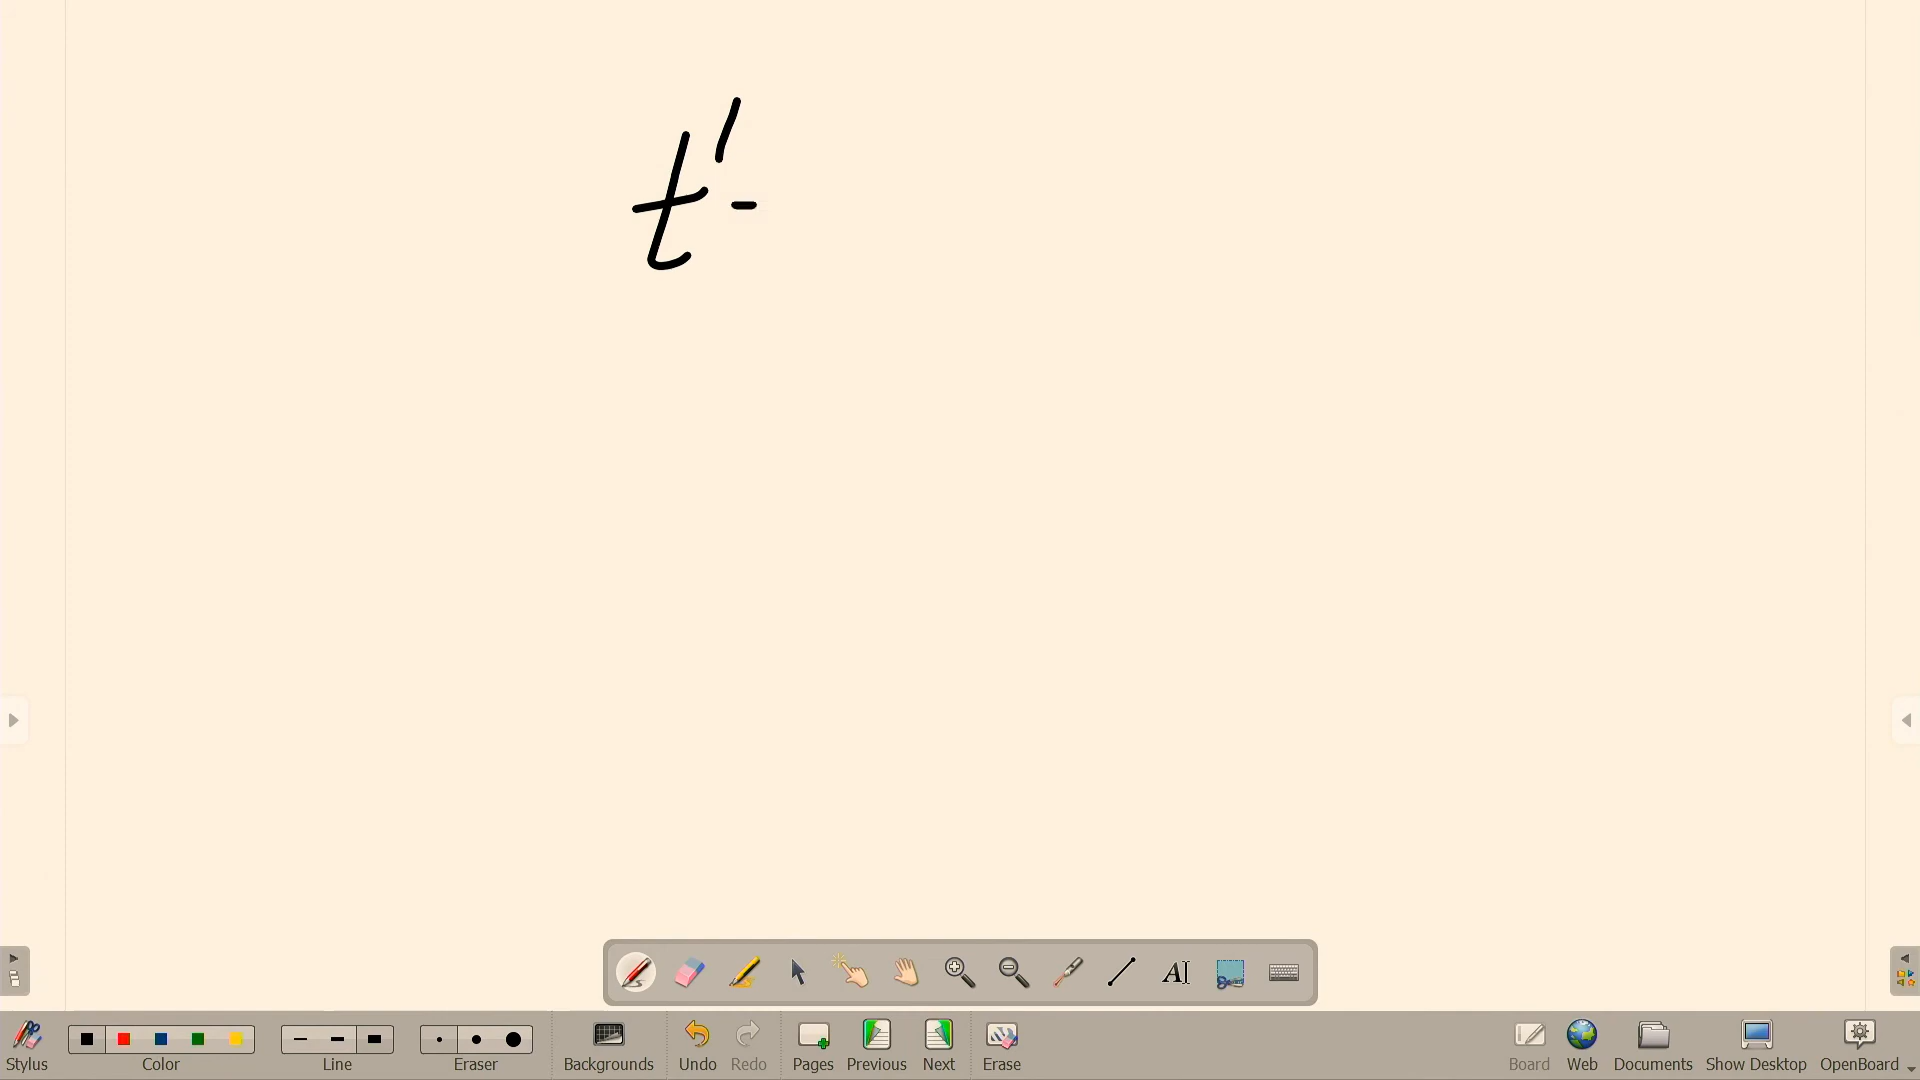 t'-
Stylus
Color
Line
Eraser
Backgrounds
Undo
Redo
Pages
Previous
Next
Erase
Board
Web
Documents
Show Desktop
OpenBoard